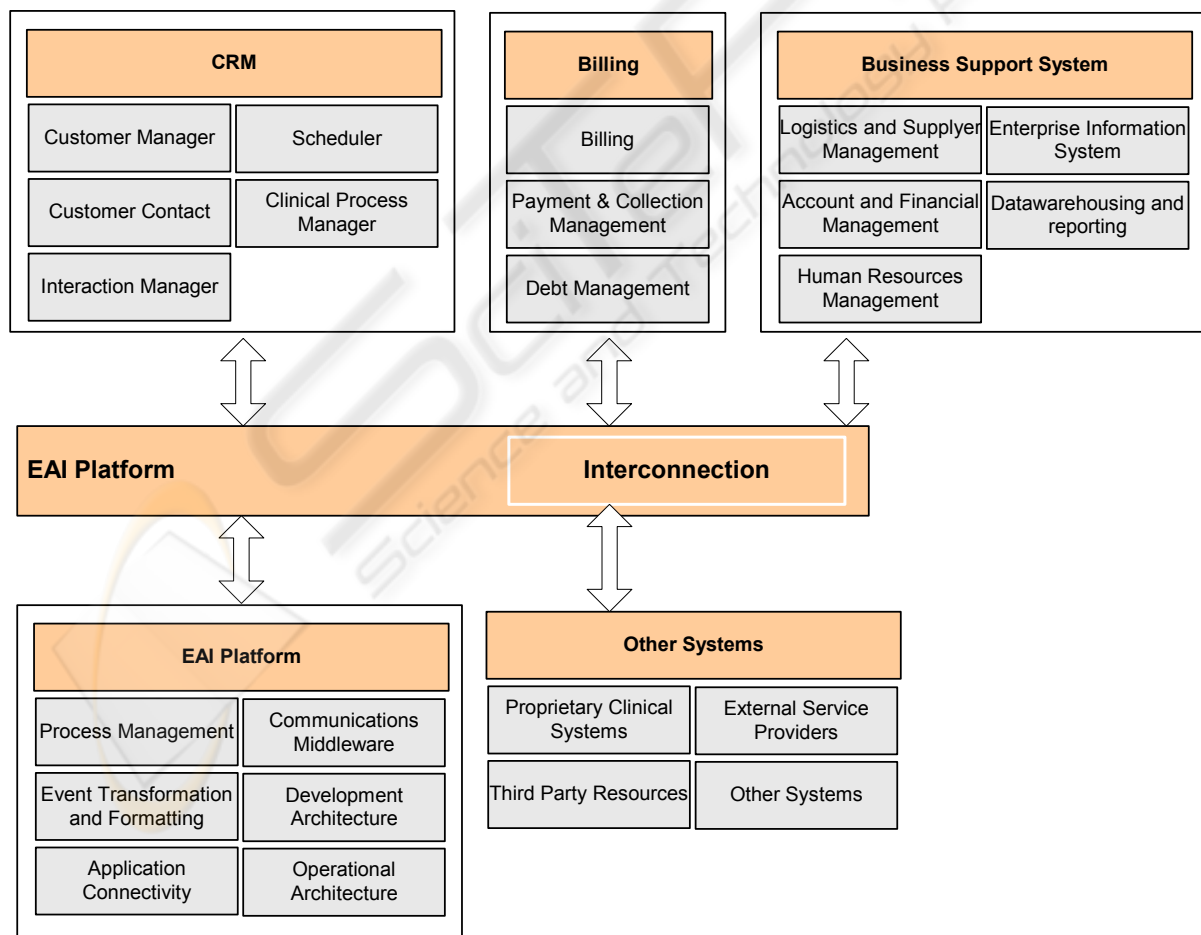 CRM
Customer Manager
Scheduler
Customer Contact
Clinical Process
Manager
Interaction Manager
Billing
Billing
Payment & Collection
Management
Debt Management
Business Support System
Logistics and Supplyer
Management
Enterprise Information
System
Account and Financial
Management
Datawarehousing and
reporting
Human Resources
Management
EAI Platform
Interconnection
EAI Platform
Process Management
Communications
Middleware
Event Transformation
and Formatting
Development
Architecture
Application
Connectivity
Operational
Architecture
Other Systems
Proprietary Clinical
Systems
External Service
Providers
Third Party Resources
Other Systems
Science and Technology